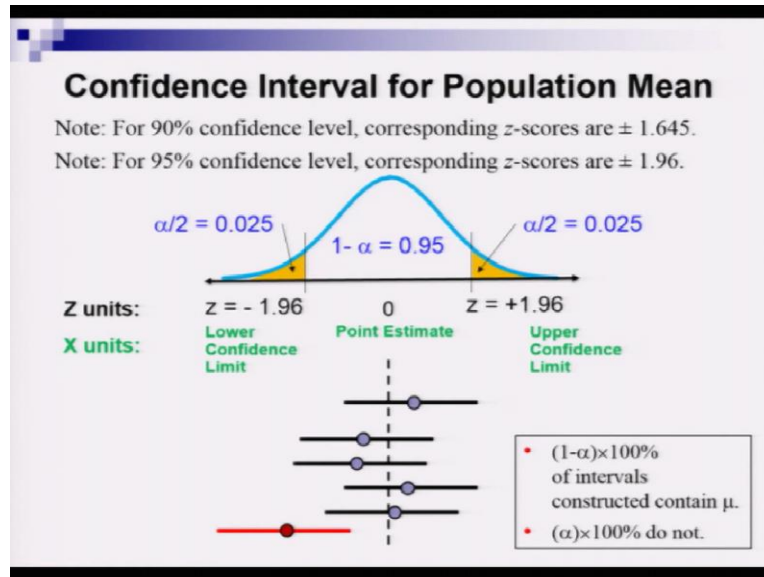 Confidence Interval for Population Mean
Note: For 90% confidence level, corresponding z-scores are ± 1.645.
Note: For 95% confidence level, corresponding z-scores are ± 1.96.
α/2 = 0.025
1- α = 0.95
α/2 = 0.025
Z units:
z = - 1.96
0
z = +1.96
X units:
Lower
Confidence
Limit
Point Estimate
Upper
Confidence
Limit
• (1-α)×100%
of intervals
constructed contain μ.
• (α)×100% do not.